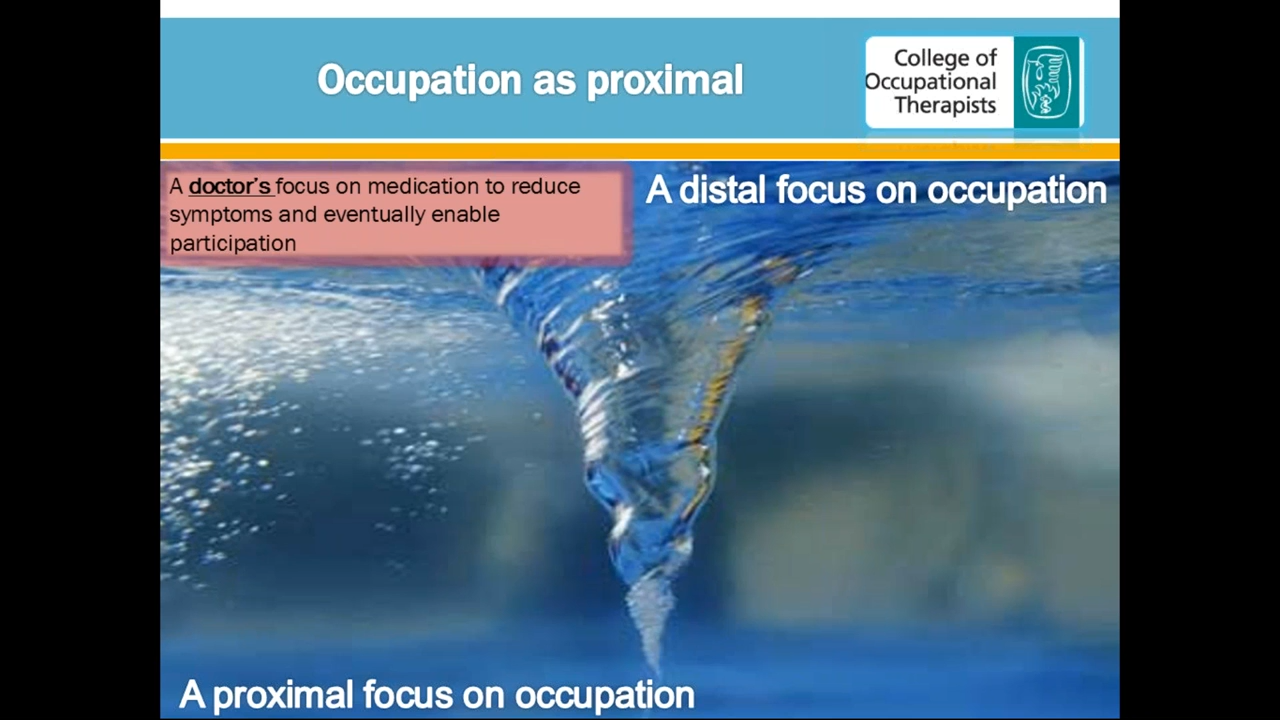 Occupation as proximal
College of
Occupational
Therapists
A doctor's focus on medication to reduce
symptoms and eventually enable
participation
A distal focus on occupation
A proximal focus on occupation